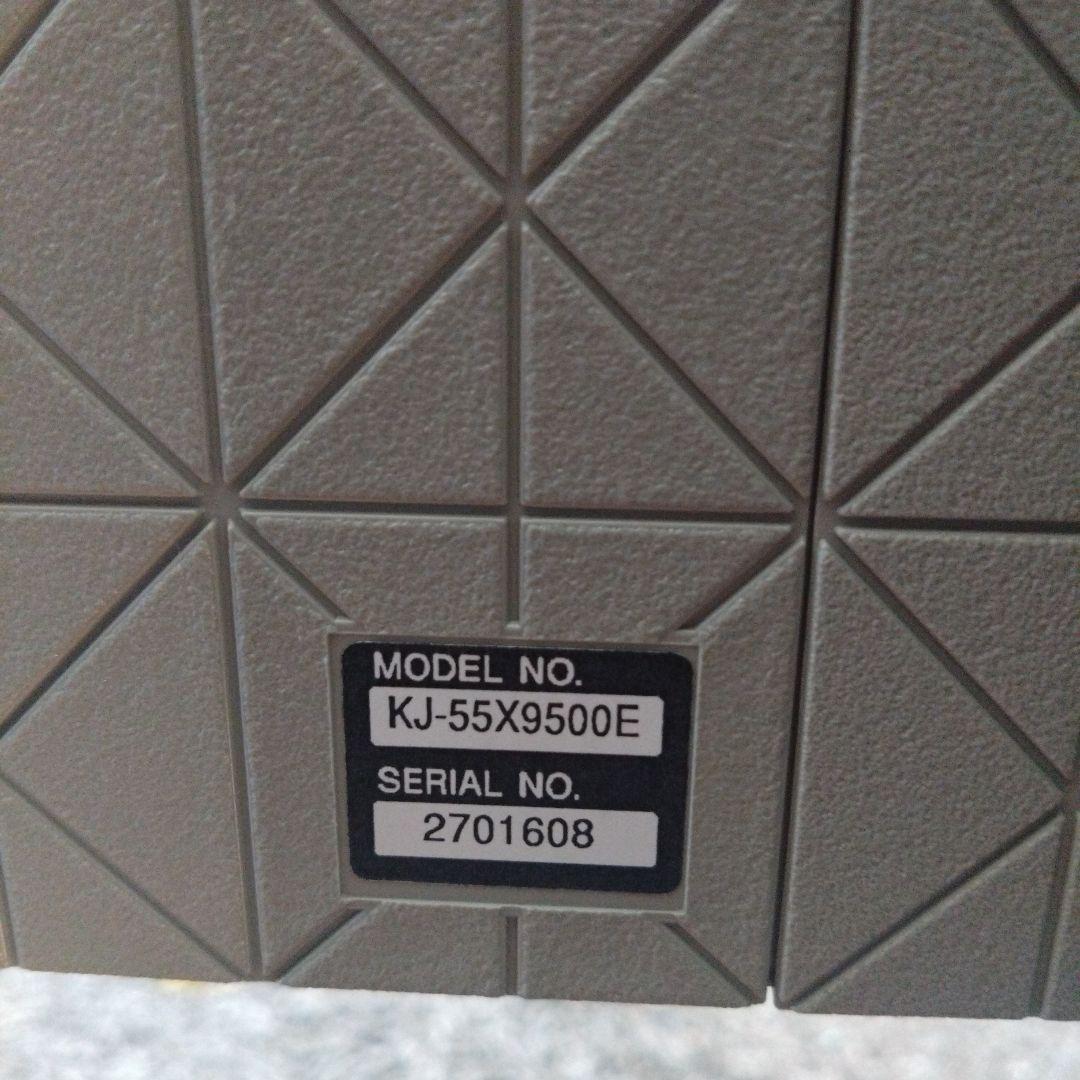 MODEL NO.
KJ-55X9500E
SERIAL NO.
2701608